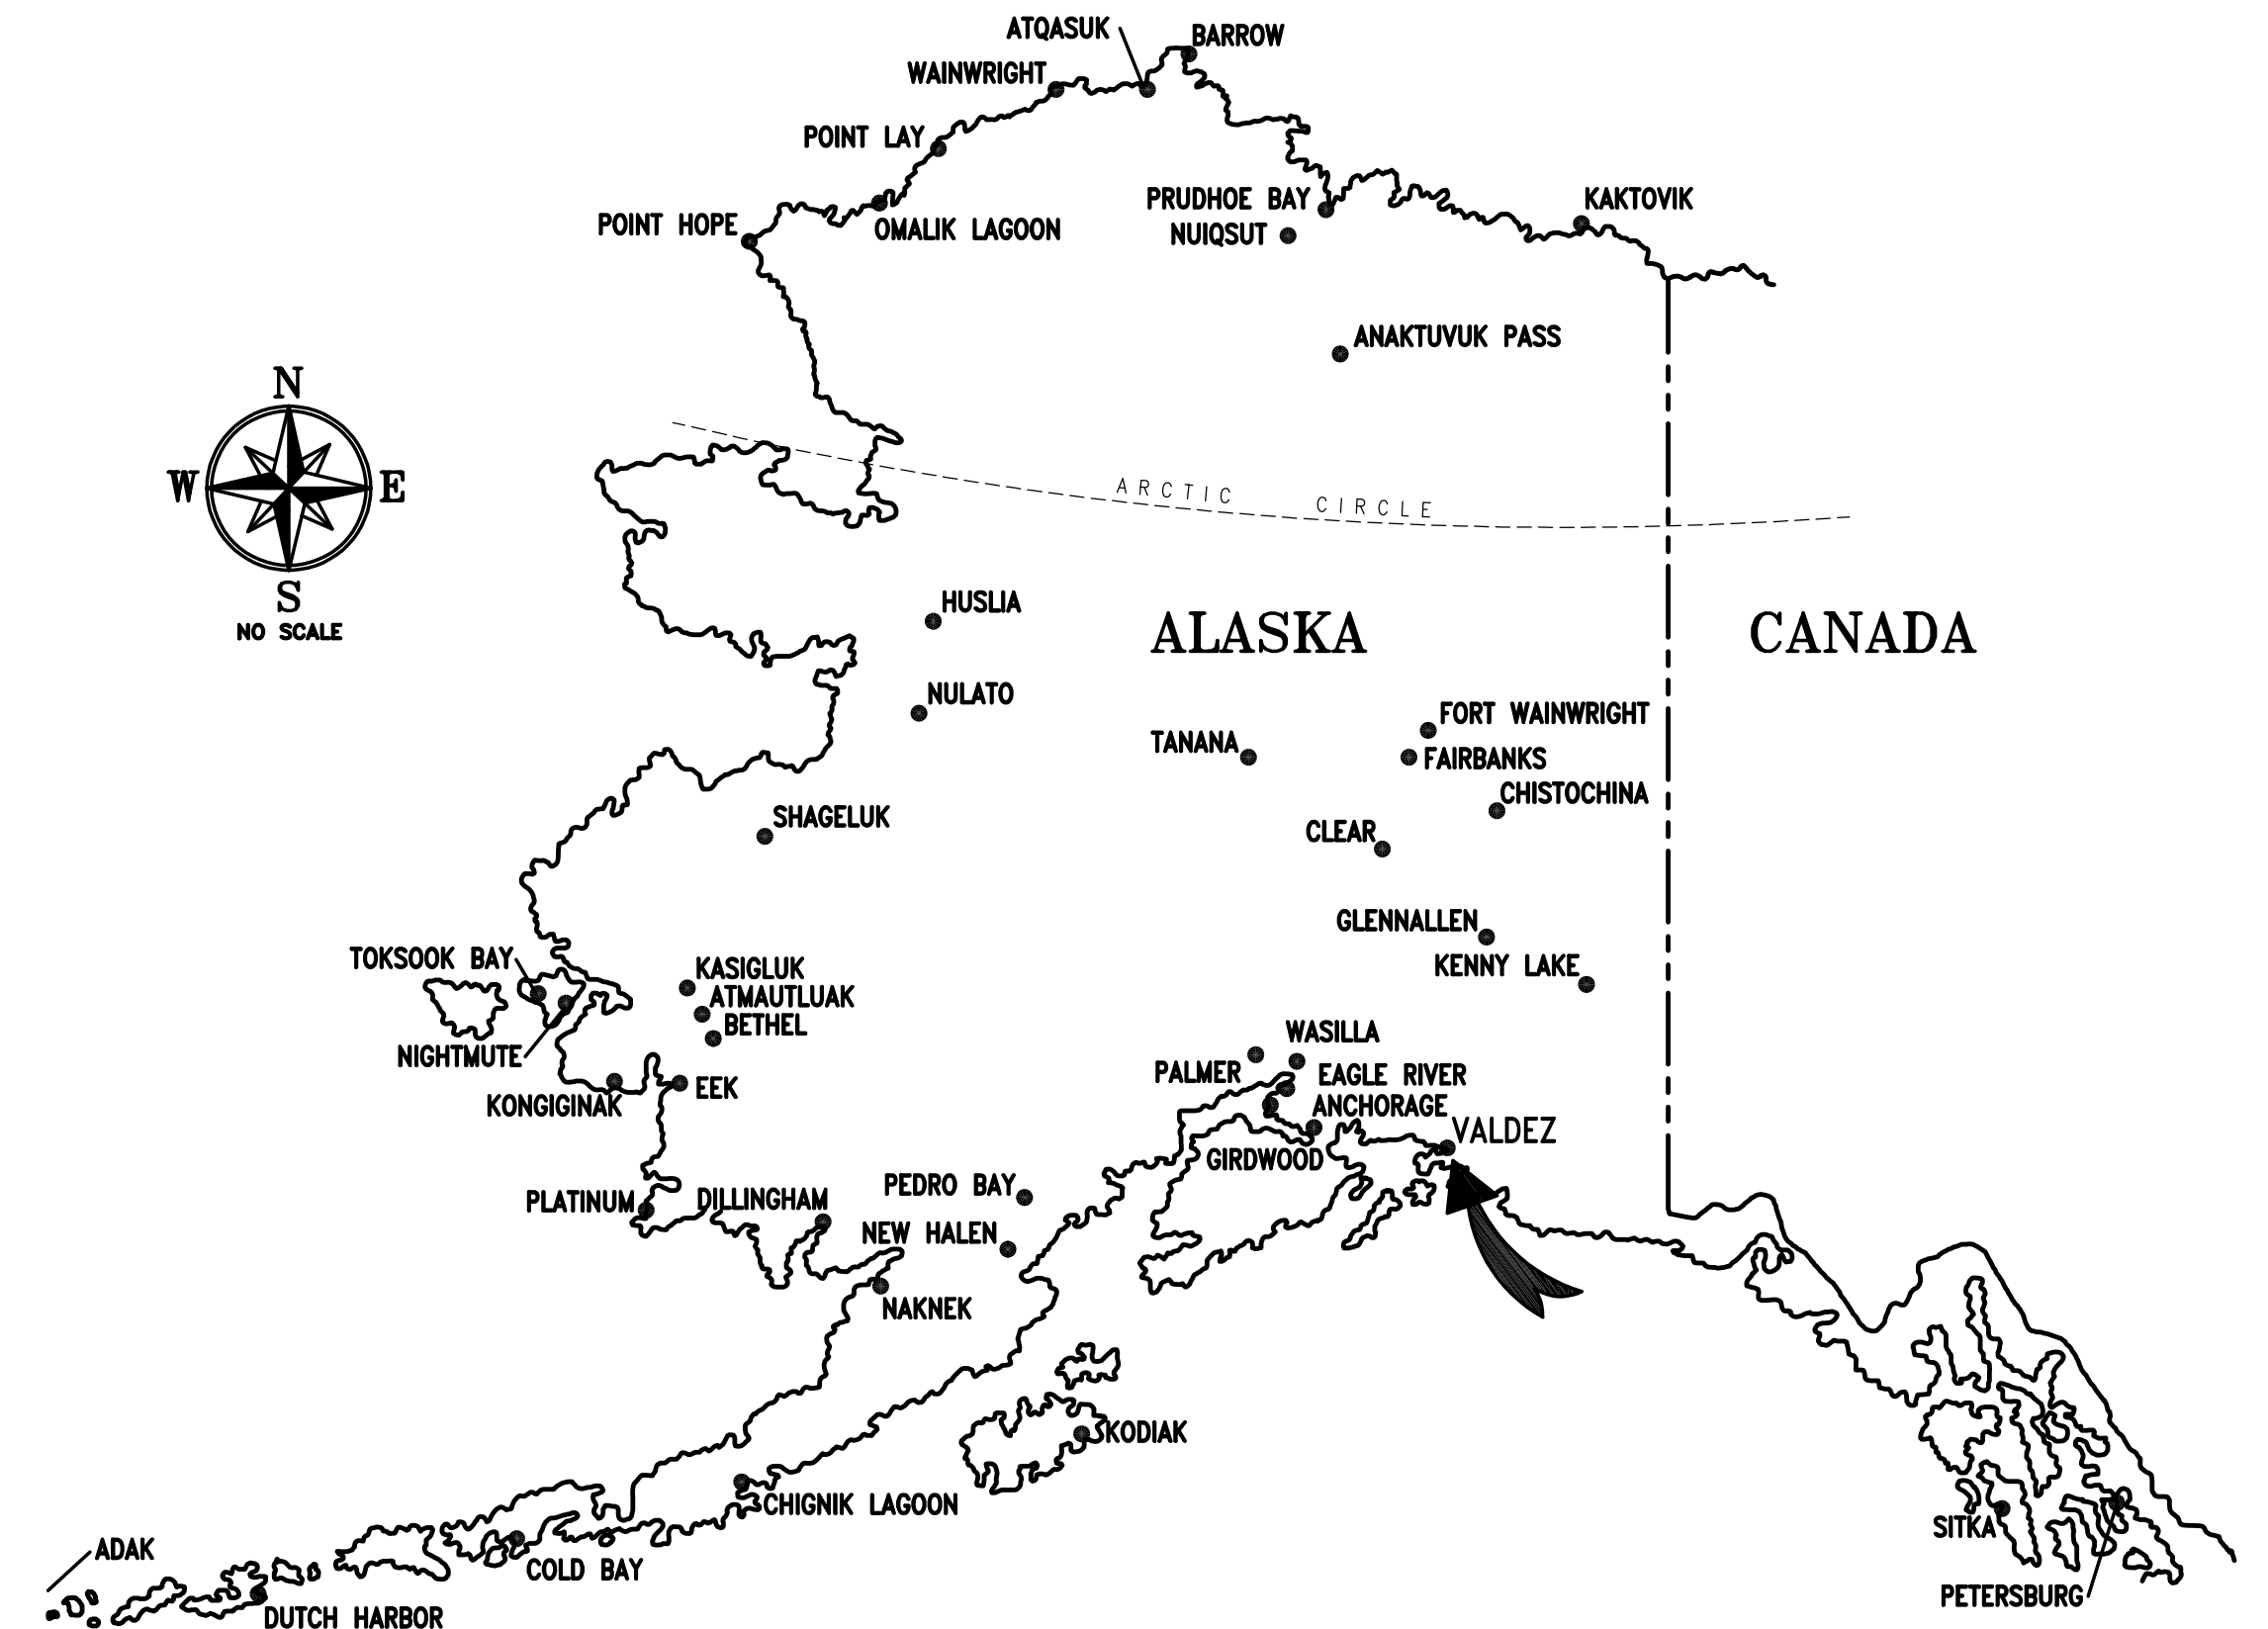 ATQASUK
BARROW
WAINWRIGHT
POINT LAY
PRUDHOE BAY
KAKTOVIK
POINT HOPE
OMALIK LAGOON
NUIQSUT
ANAKTUVUK PASS
N
W
E
S
NO SCALE
ARCTIC CIRCLE
HUSLIA
ALASKA
CANADA
NULATO
FORT WAINWRIGHT
TANANA
FAIRBANKS
CHISTOCHINA
SHAGELUK
CLEAR
GLENNALLEN
TOKSOOK BAY
KASIGLUK
KENNY LAKE
ATMAUTLUAK
BETHEL
WASILLA
NIGHTMUTE
PALMER
EAGLE RIVER
EEK
KONGIGINAK
ANCHORAGE
VALDEZ
GIRDWOOD
PEDRO BAY
PLATINUM
DILLINGHAM
NEW HALEN
NAKNEK
KODIAK
CHIGNIK LAGOON
SITKA
ADAK
COLD BAY
PETERSBURG
DUTCH HARBOR